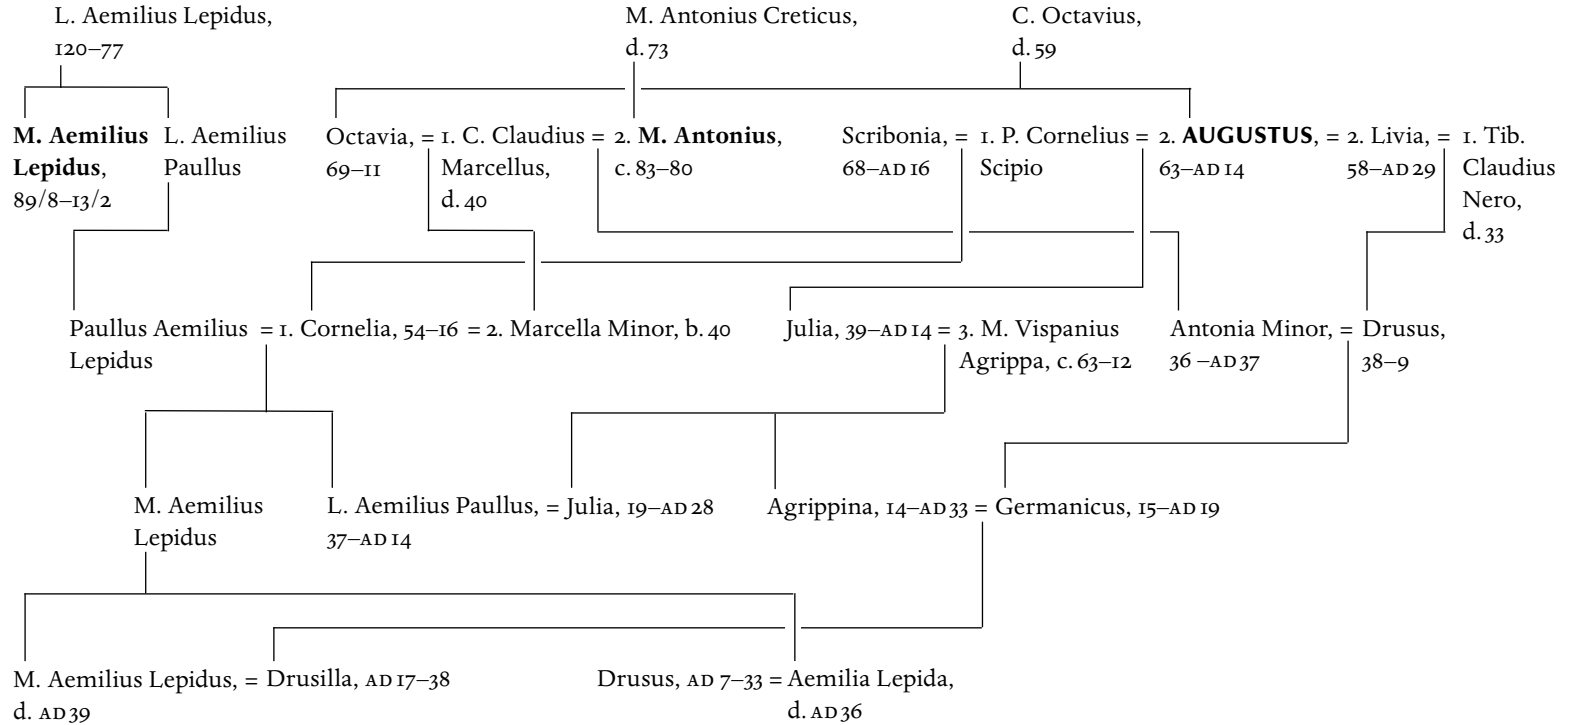 L. Aemilius Lepidus,
120–77
M. Antonius Creticus,
d. 73
C. Octavius,
d. 59
M. Aemilius
Lepidus,
89/8–13/2
L. Aemilius
Paullus
Octavia, = 1. C. Claudius = 2. M. Antonius,
69–11
Marcellus,
d. 40
c. 83–80
Scribonia, = 1. P. Cornelius = 2. AUGUSTUS, = 2. Livia, = 1. Tib.
68–AD 16
Scipio
63–AD 14
58–AD 29
Claudius
Nero,
d. 33
Paullus Aemilius = 1. Cornelia, 54–16 = 2. Marcella Minor, b. 40
Lepidus
Julia, 39–AD 14 = 3. M. Vispanius
Agrippa, c. 63–12
Antonia Minor, = Drusus,
36 –AD 37
38–9
M. Aemilius
Lepidus
L. Aemilius Paullus, = Julia, 19–AD 28
37–AD 14
Agrippina, 14–AD 33 = Germanicus, 15–AD 19
M. Aemilius Lepidus, = Drusilla, AD 17–38
d. AD 39
Drusus, AD 7–33 = Aemilia Lepida,
d. AD 36